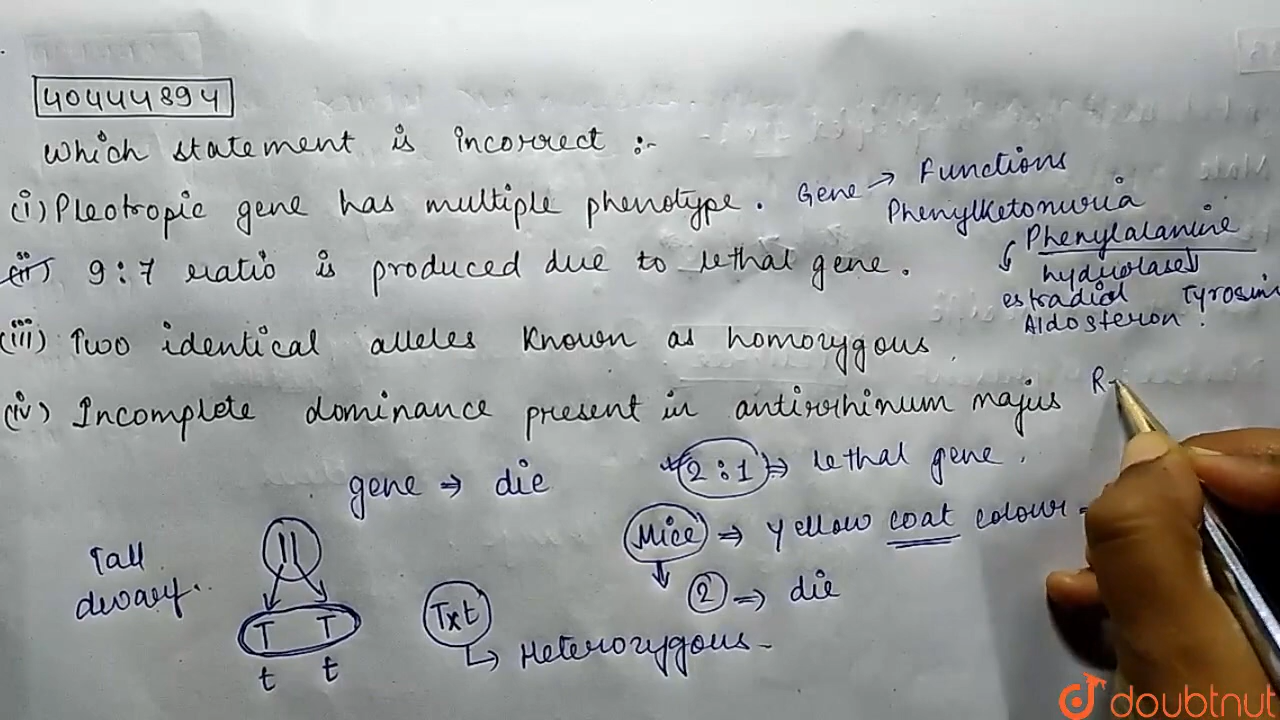 40444894
Which statement is incorrect :-
(i) Pleotropic gene has multiple phenotype .
Gene → Functions
Phenylketonuria
Phenylalanine
hydrolases
estradiol Tyrosin
Aldosteron .
(ii) 9:7 ratio is produced due to lethal gene .
(iii) Two identical alleles known as homozygous .
(iv) Incomplete dominance present in antirrhinum majus
R-
gene ⇒ die
2:1 ⇒ lethal gene .
Mice ⇒ Yellow coat colour =
2 ⇒ die
Tall
dwarf..
T T
t t
Txt
↳ Heterozygous -
doubtnut